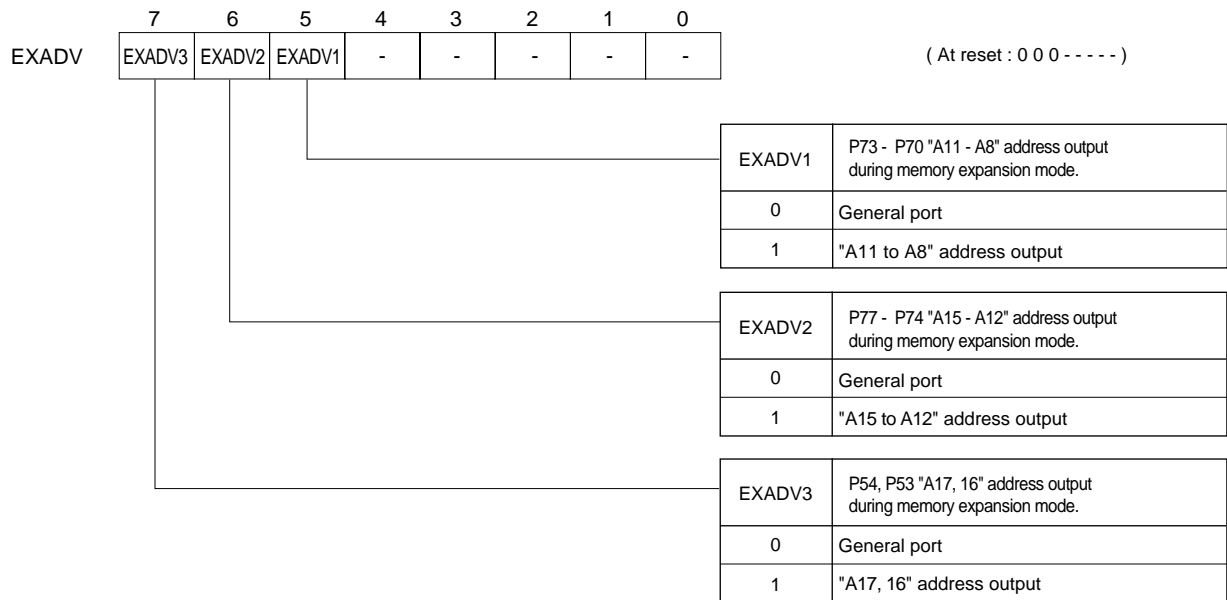 7 6 5 4 3 2 1 0
EXADV EXADV3 EXADV2 EXADV1 - - - - - ( At reset : 0 0 0 - - - - - )
EXADV1 P73 - P70 "A11 - A8" address output
during memory expansion mode.
0 General port
1 "A11 to A8" address output
EXADV2 P77 - P74 "A15 - A12" address output
during memory expansion mode.
0 General port
1 "A15 to A12" address output
EXADV3 P54, P53 "A17, 16" address output
during memory expansion mode.
0 General port
1 "A17, 16" address output